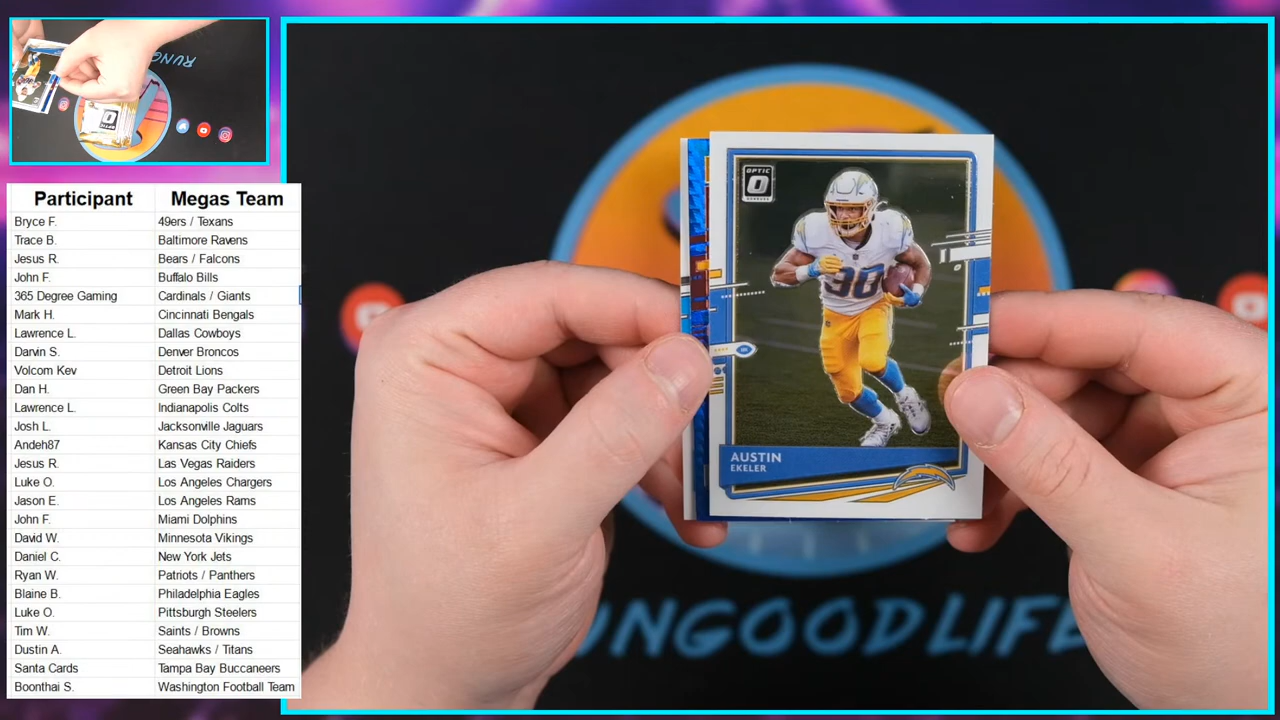 RUNGOOD
Participant Megas Team
Bryce F. 49ers / Texans
Trace B. Baltimore Ravens
Jesus R. Bears / Falcons
John F. Buffalo Bills
365 Degree Gaming Cardinals / Giants
Mark H. Cincinnati Bengals
Lawrence L. Dallas Cowboys
Darvin S. Denver Broncos
Volcom Kev Detroit Lions
Dan H. Green Bay Packers
Lawrence L. Indianapolis Colts
Josh L. Jacksonville Jaguars
Andeh87 Kansas City Chiefs
Jesus R. Las Vegas Raiders
Luke O. Los Angeles Chargers
Jason E. Los Angeles Rams
John F. Miami Dolphins
David W. Minnesota Vikings
Daniel C. New York Jets
Ryan W. Patriots / Panthers
Blaine B. Philadelphia Eagles
Luke O. Pittsburgh Steelers
Tim W. Saints / Browns
Dustin A. Seahawks / Titans
Santa Cards Tampa Bay Buccaneers
Boonthai S. Washington Football Team
OPTIC
O
30
AUSTIN
EKELER
RUNGOODLIFE